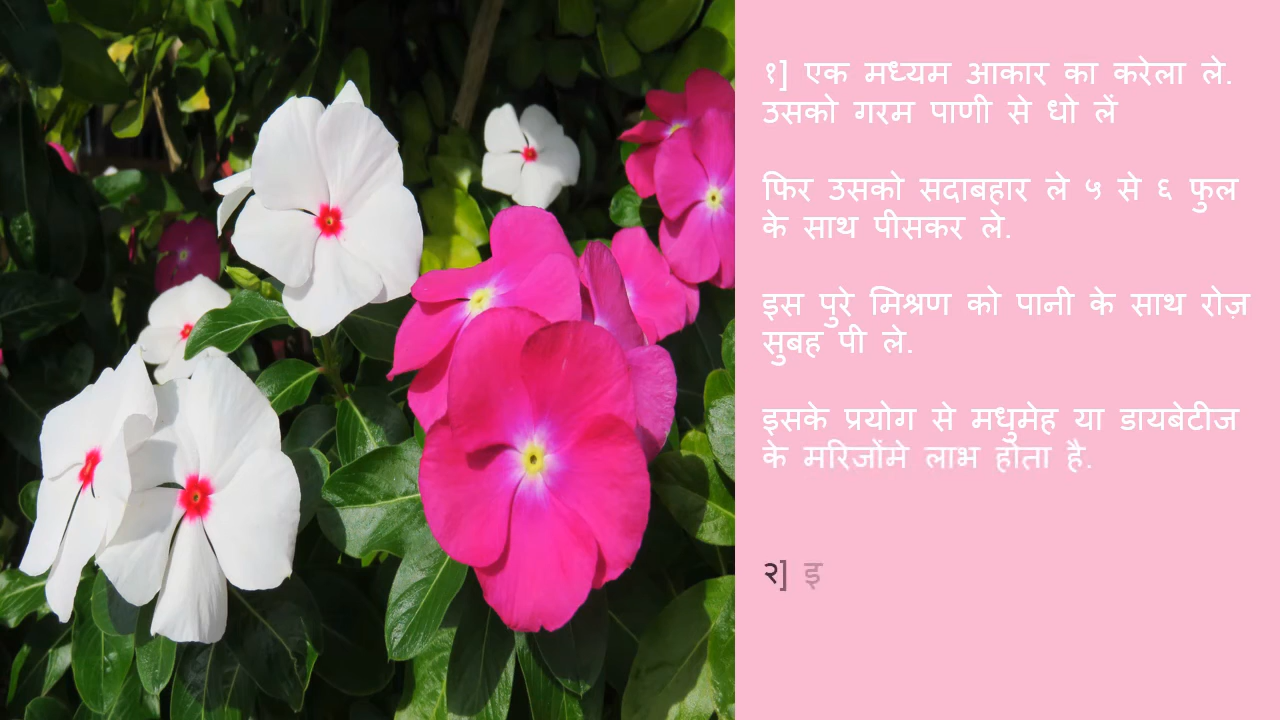 १] एक मध्यम आकार का करेला ले.
उसको गरम पाणी से धो लें
फिर उसको सदाबहार ले ५ से ६ फुल
के साथ पीसकर ले.
इस पुरे मिश्रण को पानी के साथ रोज़
सुबह पी ले.
इसके प्रयोग से मधुमेह या डायबेटीज
के मरिजोंमे लाभ होता है.
२] इ